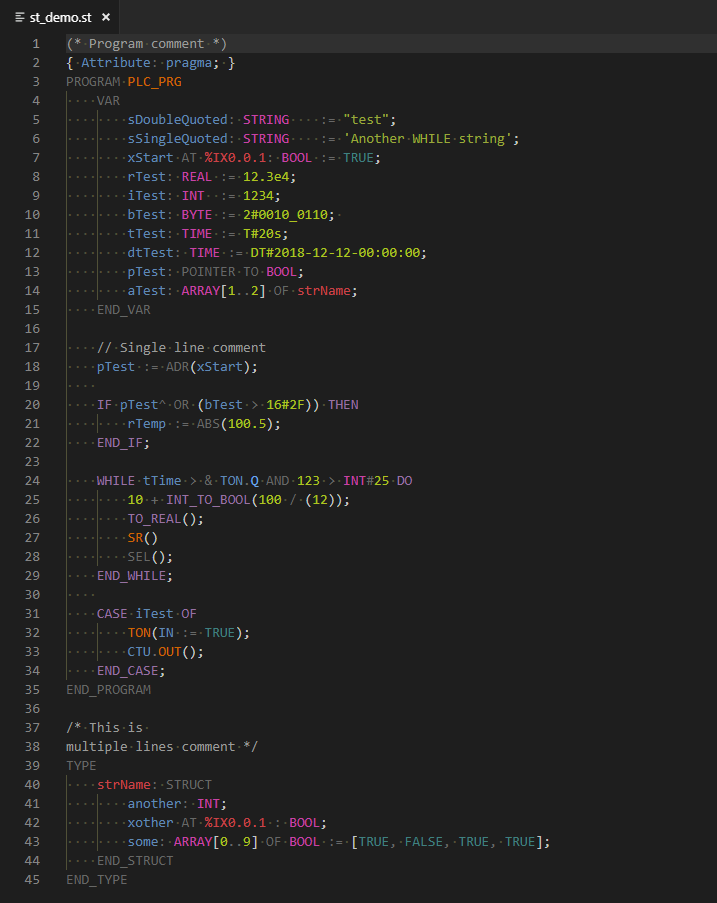 st_demo.st ×
1 (* Program comment *)
2 { Attribute: pragma; }
3 PROGRAM PLC_PRG
4     VAR
5         sDoubleQuoted: STRING    := "test";
6         sSingleQuoted: STRING    := 'Another WHILE string';
7         xStart AT %IX0.0.1: BOOL := TRUE;
8         rTest: REAL := 12.3e4;
9         iTest: INT  := 1234;
10         bTest: BYTE := 2#0010_0110; 
11         tTest: TIME := T#20s;
12         dtTest: TIME := DT#2018-12-12-00:00:00;
13         pTest: POINTER TO BOOL;
14         aTest: ARRAY[1..2] OF strName;
15     END_VAR
16
17     // Single line comment
18     pTest := ADR(xStart);
19
20     IF pTest^ OR (bTest > 16#2F)) THEN
21         rTemp := ABS(100.5);
22     END_IF;
23
24     WHILE tTime > & TON.Q AND 123 > INT#25 DO
25         10 + INT_TO_BOOL(100 / (12));
26         TO_REAL();
27         SR()
28         SEL();
29     END_WHILE;
30
31     CASE iTest OF
32         TON(IN := TRUE);
33         CTU.OUT();
34     END_CASE;
35 END_PROGRAM
36
37 /* This is 
38 multiple lines comment */
39 TYPE
40     strName: STRUCT
41         another: INT;
42         xother AT %IX0.0.1 : BOOL;
43         some: ARRAY[0..9] OF BOOL := [TRUE, FALSE, TRUE, TRUE];
44     END_STRUCT
45 END_TYPE